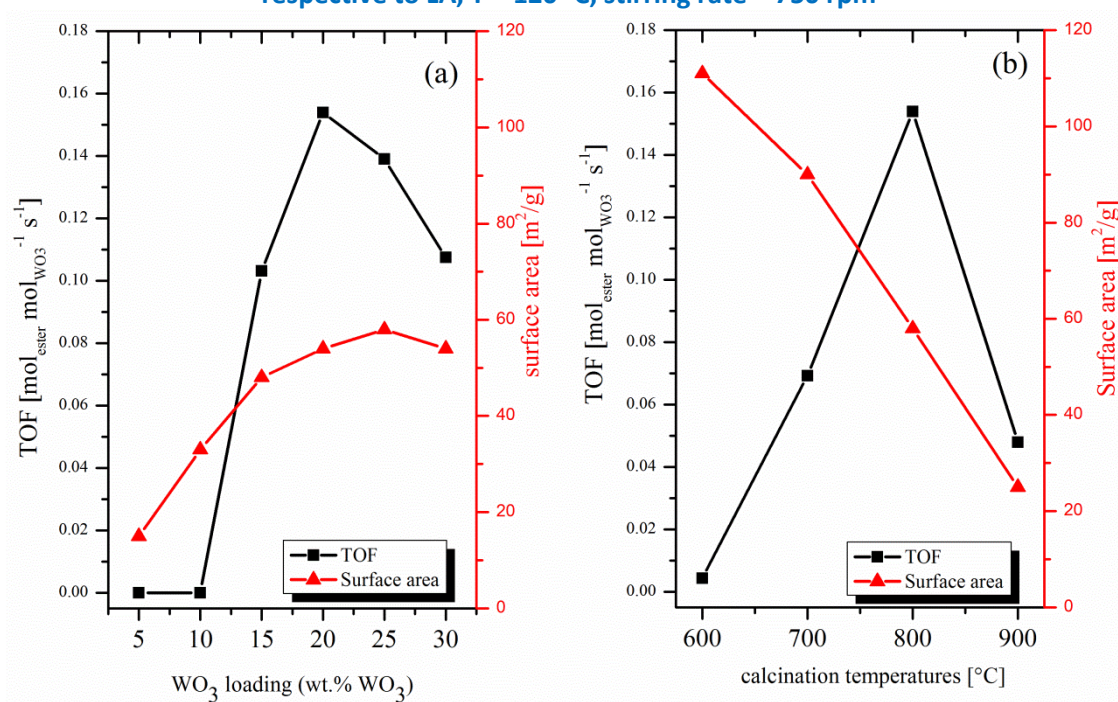 respective to LA, T = 120 °C, stirring rate = 750 rpm
(a)
TOF [mol_ester mol_WO3^-1 s^-1]
0.18
0.16
0.14
0.12
0.10
0.08
0.06
0.04
0.02
0.00
120
100
80
60
40
20
0
surface area [m^2/g]
TOF
Surface area
5 10 15 20 25 30
WO3 loading (wt.% WO3)
(b)
TOF [mol_ester mol_WO3^-1 s^-1]
0.18
0.16
0.14
0.12
0.10
0.08
0.06
0.04
0.02
0.00
120
100
80
60
40
20
0
Surface area [m^2/g]
TOF
Surface area
600 700 800 900
calcination temperatures [°C]